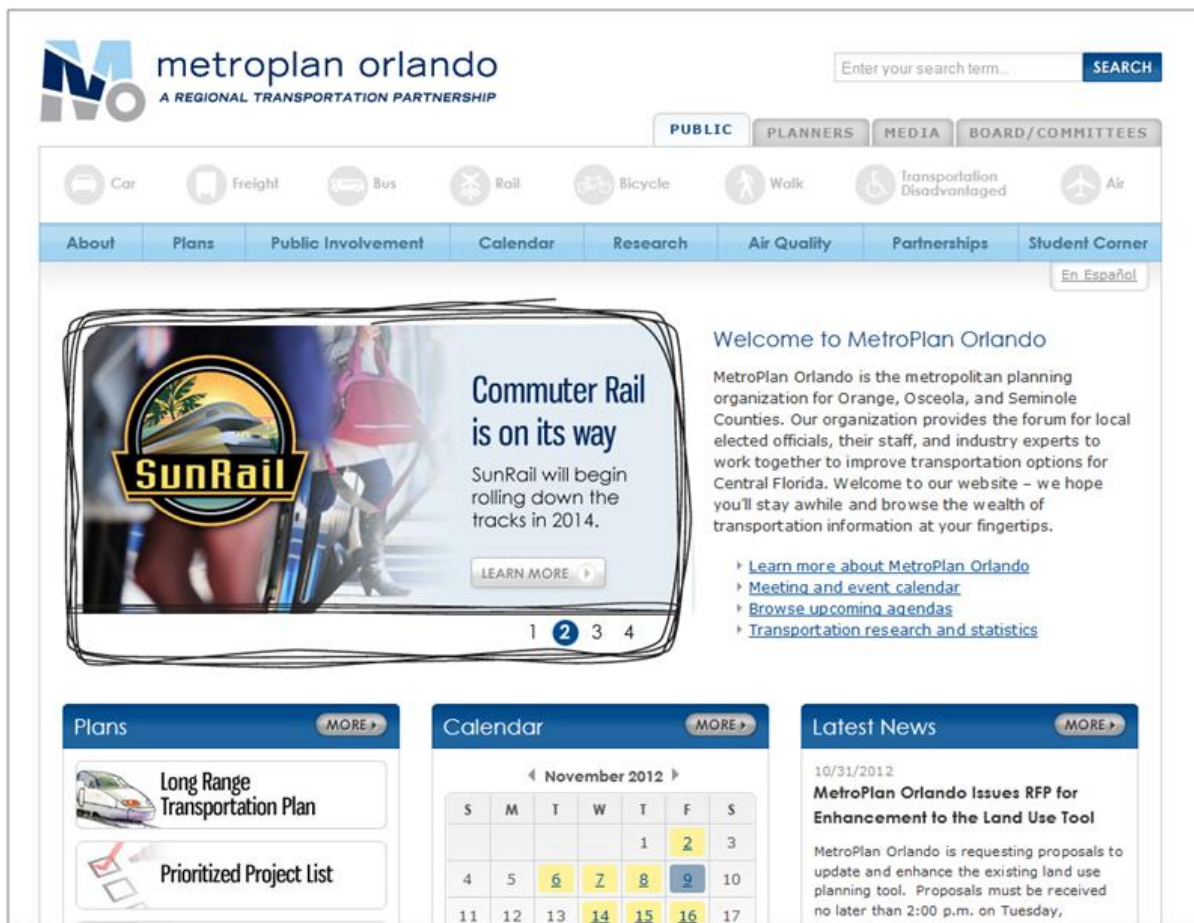 metroplan orlando
A REGIONAL TRANSPORTATION PARTNERSHIP
Enter your search term...
SEARCH
PUBLIC PLANNERS MEDIA BOARD/COMMITTEES
Car Freight Bus Rail Bicycle Walk Transportation Disadvantaged Air
About Plans Public Involvement Calendar Research Air Quality Partnerships Student Corner
En Español
SunRail
Commuter Rail
is on its way
SunRail will begin
rolling down the
tracks in 2014.
LEARN MORE
1 2 3 4
Welcome to MetroPlan Orlando
MetroPlan Orlando is the metropolitan planning
organization for Orange, Osceola, and Seminole
Counties. Our organization provides the forum for local
elected officials, their staff, and industry experts to
work together to improve transportation options for
Central Florida. Welcome to our website – we hope
you'll stay awhile and browse the wealth of
transportation information at your fingertips.
Learn more about MetroPlan Orlando
Meeting and event calendar
Browse upcoming agendas
Transportation research and statistics
Plans MORE
Long Range
Transportation Plan
Prioritized Project List
Calendar MORE
November 2012
S M T W T F S
1 2 3
4 5 6 7 8 9 10
11 12 13 14 15 16 17
Latest News MORE
10/31/2012
MetroPlan Orlando Issues RFP for
Enhancement to the Land Use Tool
MetroPlan Orlando is requesting proposals to
update and enhance the existing land use
planning tool. Proposals must be received
no later than 2:00 p.m. on Tuesday,